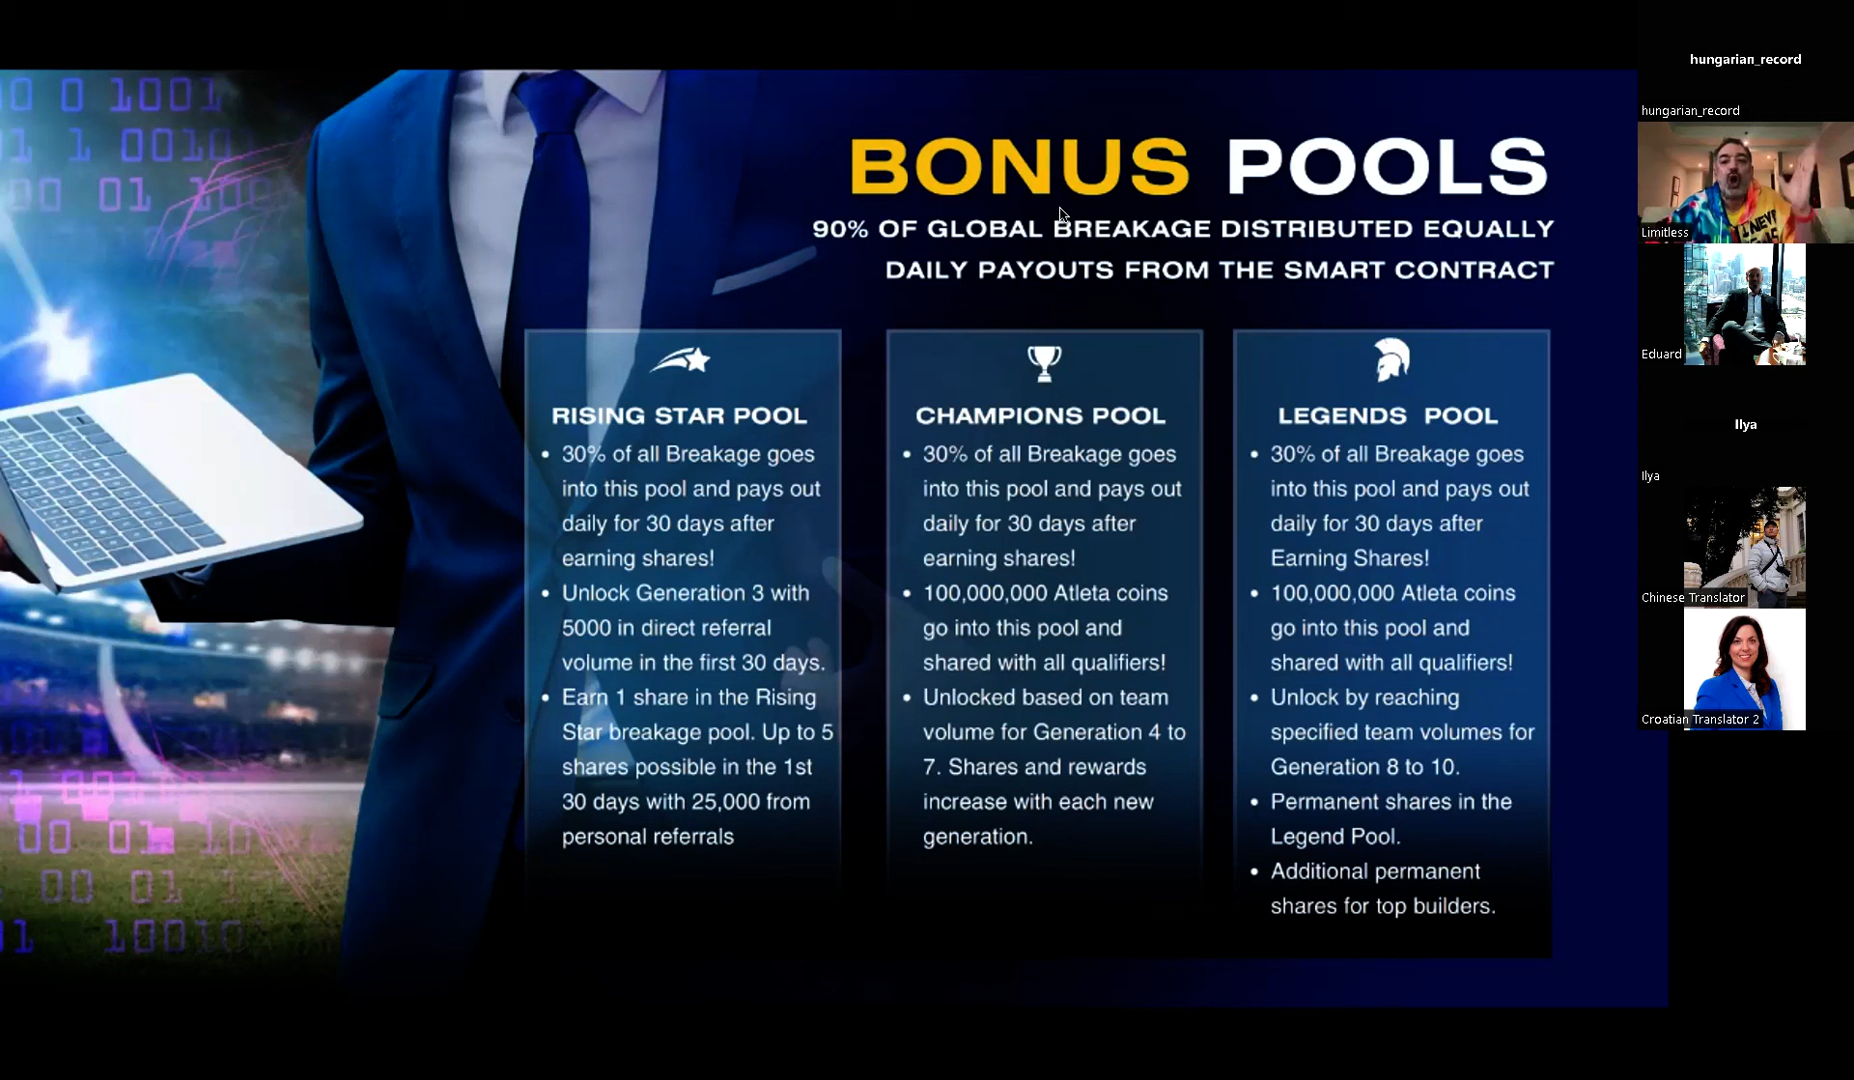 BONUS POOLS
90% OF GLOBAL BREAKAGE DISTRIBUTED EQUALLY
DAILY PAYOUTS FROM THE SMART CONTRACT
RISING STAR POOL
• 30% of all Breakage goes
into this pool and pays out
daily for 30 days after
earning shares!
• Unlock Generation 3 with
5000 in direct referral
volume in the first 30 days.
• Earn 1 share in the Rising
Star breakage pool. Up to 5
shares possible in the 1st
30 days with 25,000 from
personal referrals
CHAMPIONS POOL
• 30% of all Breakage goes
into this pool and pays out
daily for 30 days after
earning shares!
• 100,000,000 Atleta coins
go into this pool and
shared with all qualifiers!
• Unlocked based on team
volume for Generation 4 to
7. Shares and rewards
increase with each new
generation.
LEGENDS POOL
• 30% of all Breakage goes
into this pool and pays out
daily for 30 days after
Earning Shares!
• 100,000,000 Atleta coins
go into this pool and
shared with all qualifiers!
• Unlock by reaching
specified team volumes for
Generation 8 to 10.
• Permanent shares in the
Legend Pool.
• Additional permanent
shares for top builders.
hungarian_record
hungarian_record
Limitless
Eduard
Ilya
Ilya
Chinese Translator
Croatian Translator 2